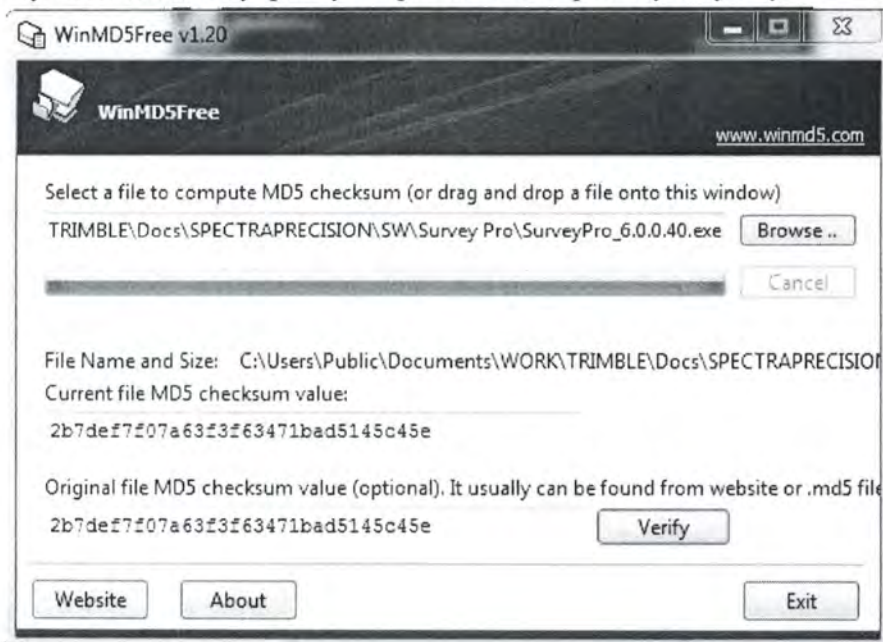 WinMD5Free v1.20
WinMD5Free
www.winmd5.com
Select a file to compute MD5 checksum (or drag and drop a file onto this window)
TRIMBLE\Docs\SPECTRAPRECISION\SW\Survey Pro\SurveyPro_6.0.0.40.exe
Browse ..
Cancel
File Name and Size: C:\Users\Public\Documents\WORK\TRIMBLE\Docs\SPECTRAPRECISION
Current file MD5 checksum value:
2b7def7f07a63f3f63471bad5145c45e
Original file MD5 checksum value (optional). It usually can be found from website or .md5 file
2b7def7f07a63f3f63471bad5145c45e
Verify
Website
About
Exit